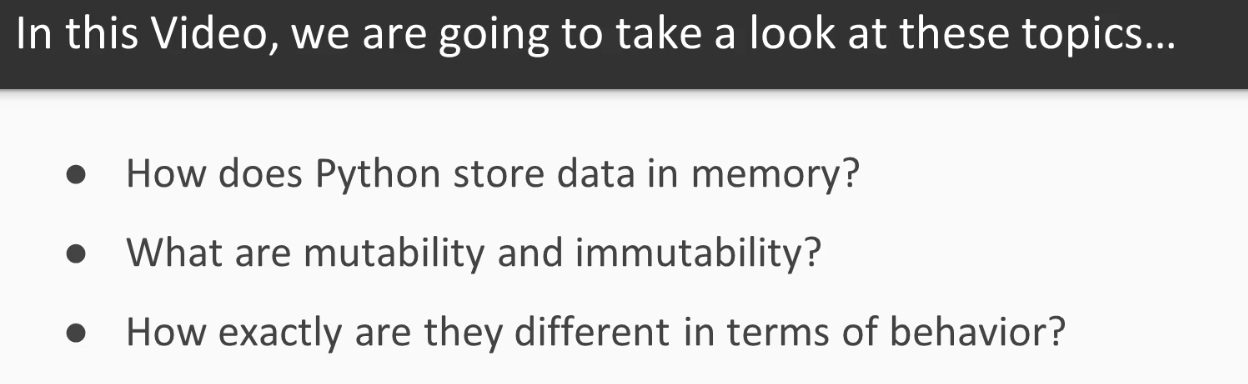 In this Video, we are going to take a look at these topics...
● How does Python store data in memory?
● What are mutability and immutability?
● How exactly are they different in terms of behavior?